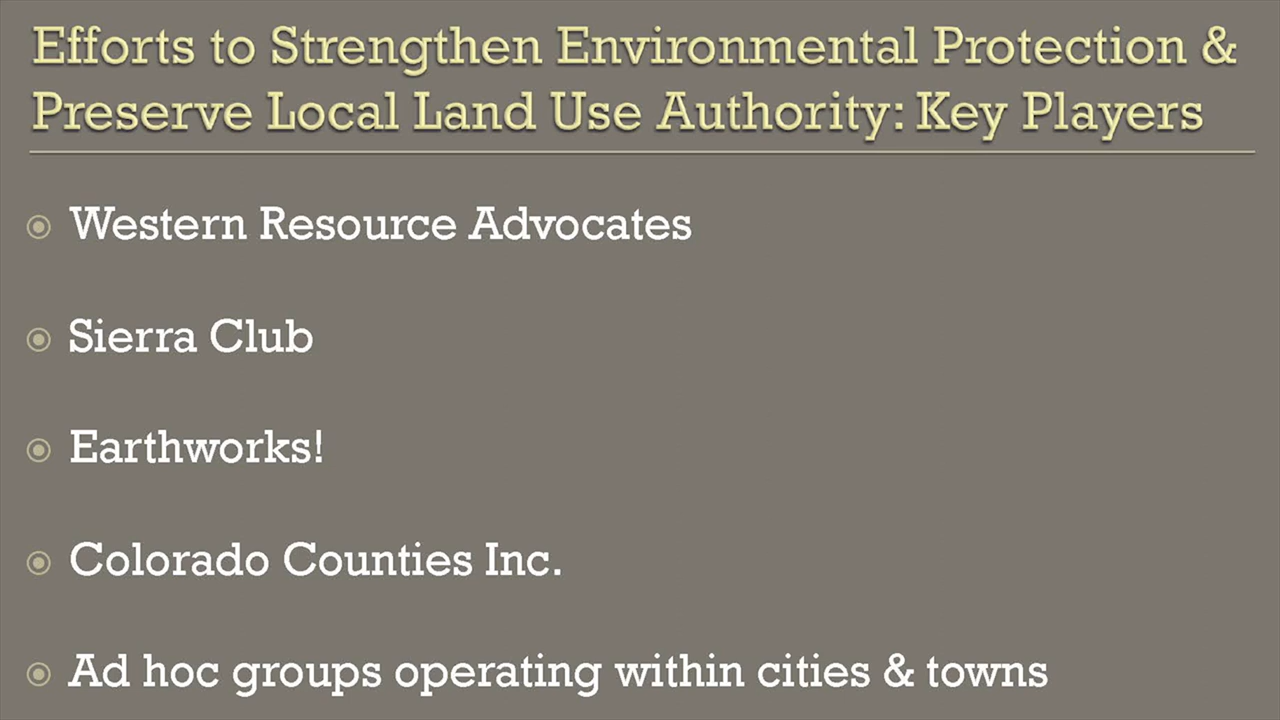 Efforts to Strengthen Environmental Protection &
Preserve Local Land Use Authority: Key Players
Western Resource Advocates
Sierra Club
Earthworks!
Colorado Counties Inc.
Ad hoc groups operating within cities & towns